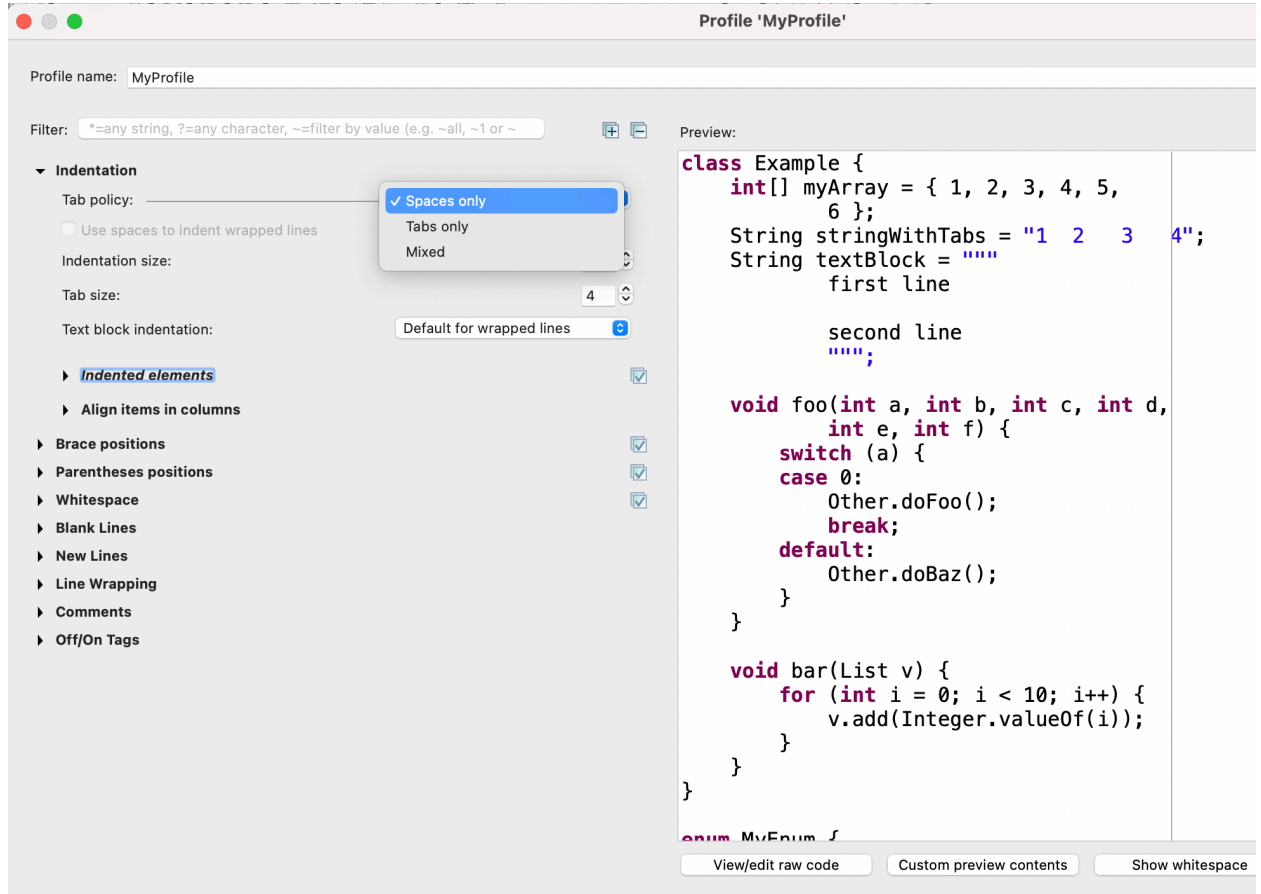 Profile 'MyProfile'
Profile name: MyProfile
Filter: *=any string, ?=any character, ~=filter by value (e.g. ~all, ~1 or ~
Indentation
Tab policy:
Spaces only
Tabs only
Mixed
Use spaces to indent wrapped lines
Indentation size:
Tab size: 4
Text block indentation: Default for wrapped lines
Indented elements
Align items in columns
Brace positions
Parentheses positions
Whitespace
Blank Lines
New Lines
Line Wrapping
Comments
Off/On Tags
Preview:
class Example {
    int[] myArray = { 1, 2, 3, 4, 5,
            6 };
    String stringWithTabs = "1  2   3   4";
    String textBlock = """
            first line

            second line
            """;

    void foo(int a, int b, int c, int d,
            int e, int f) {
        switch (a) {
        case 0:
            Other.doFoo();
            break;
        default:
            Other.doBaz();
        }
    }

    void bar(List v) {
        for (int i = 0; i < 10; i++) {
            v.add(Integer.valueOf(i));
        }
    }
}

enum MyEnum {
View/edit raw code
Custom preview contents
Show whitespace